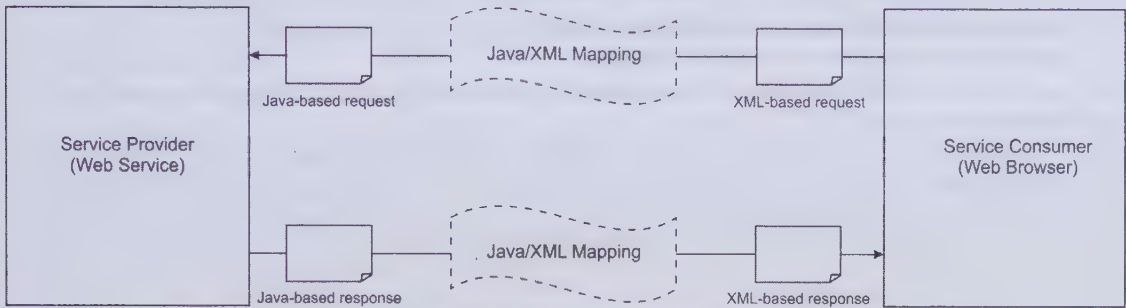 Java/XML Mapping
Java-based request
XML-based request
Service Provider
(Web Service)
Service Consumer
(Web Browser)
Java/XML Mapping
Java-based response
XML-based response